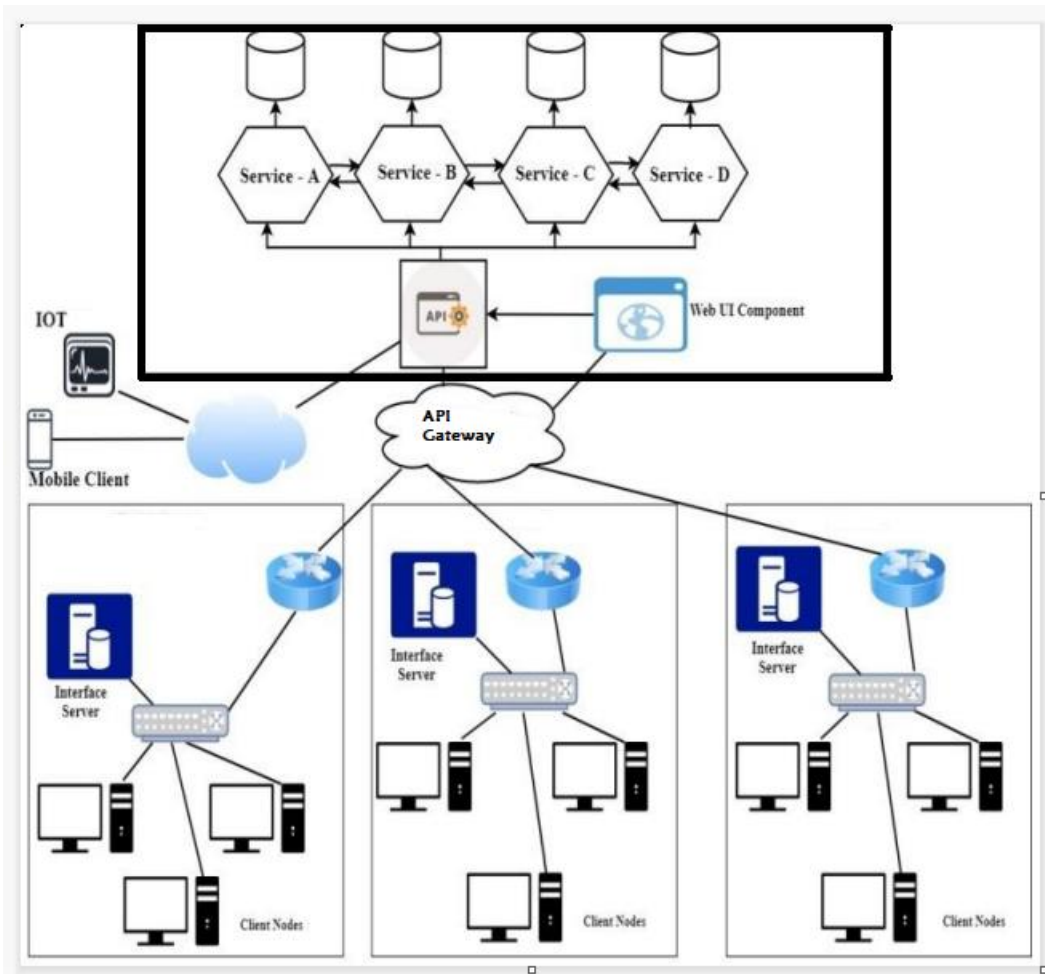 Service - A
Service - B
Service - C
Service - D
API
Web UI Component
IOT
API
Gateway
Mobile Client
Interface
Server
Interface
Server
Interface
Server
Client Nodes
Client Nodes
Client Nodes